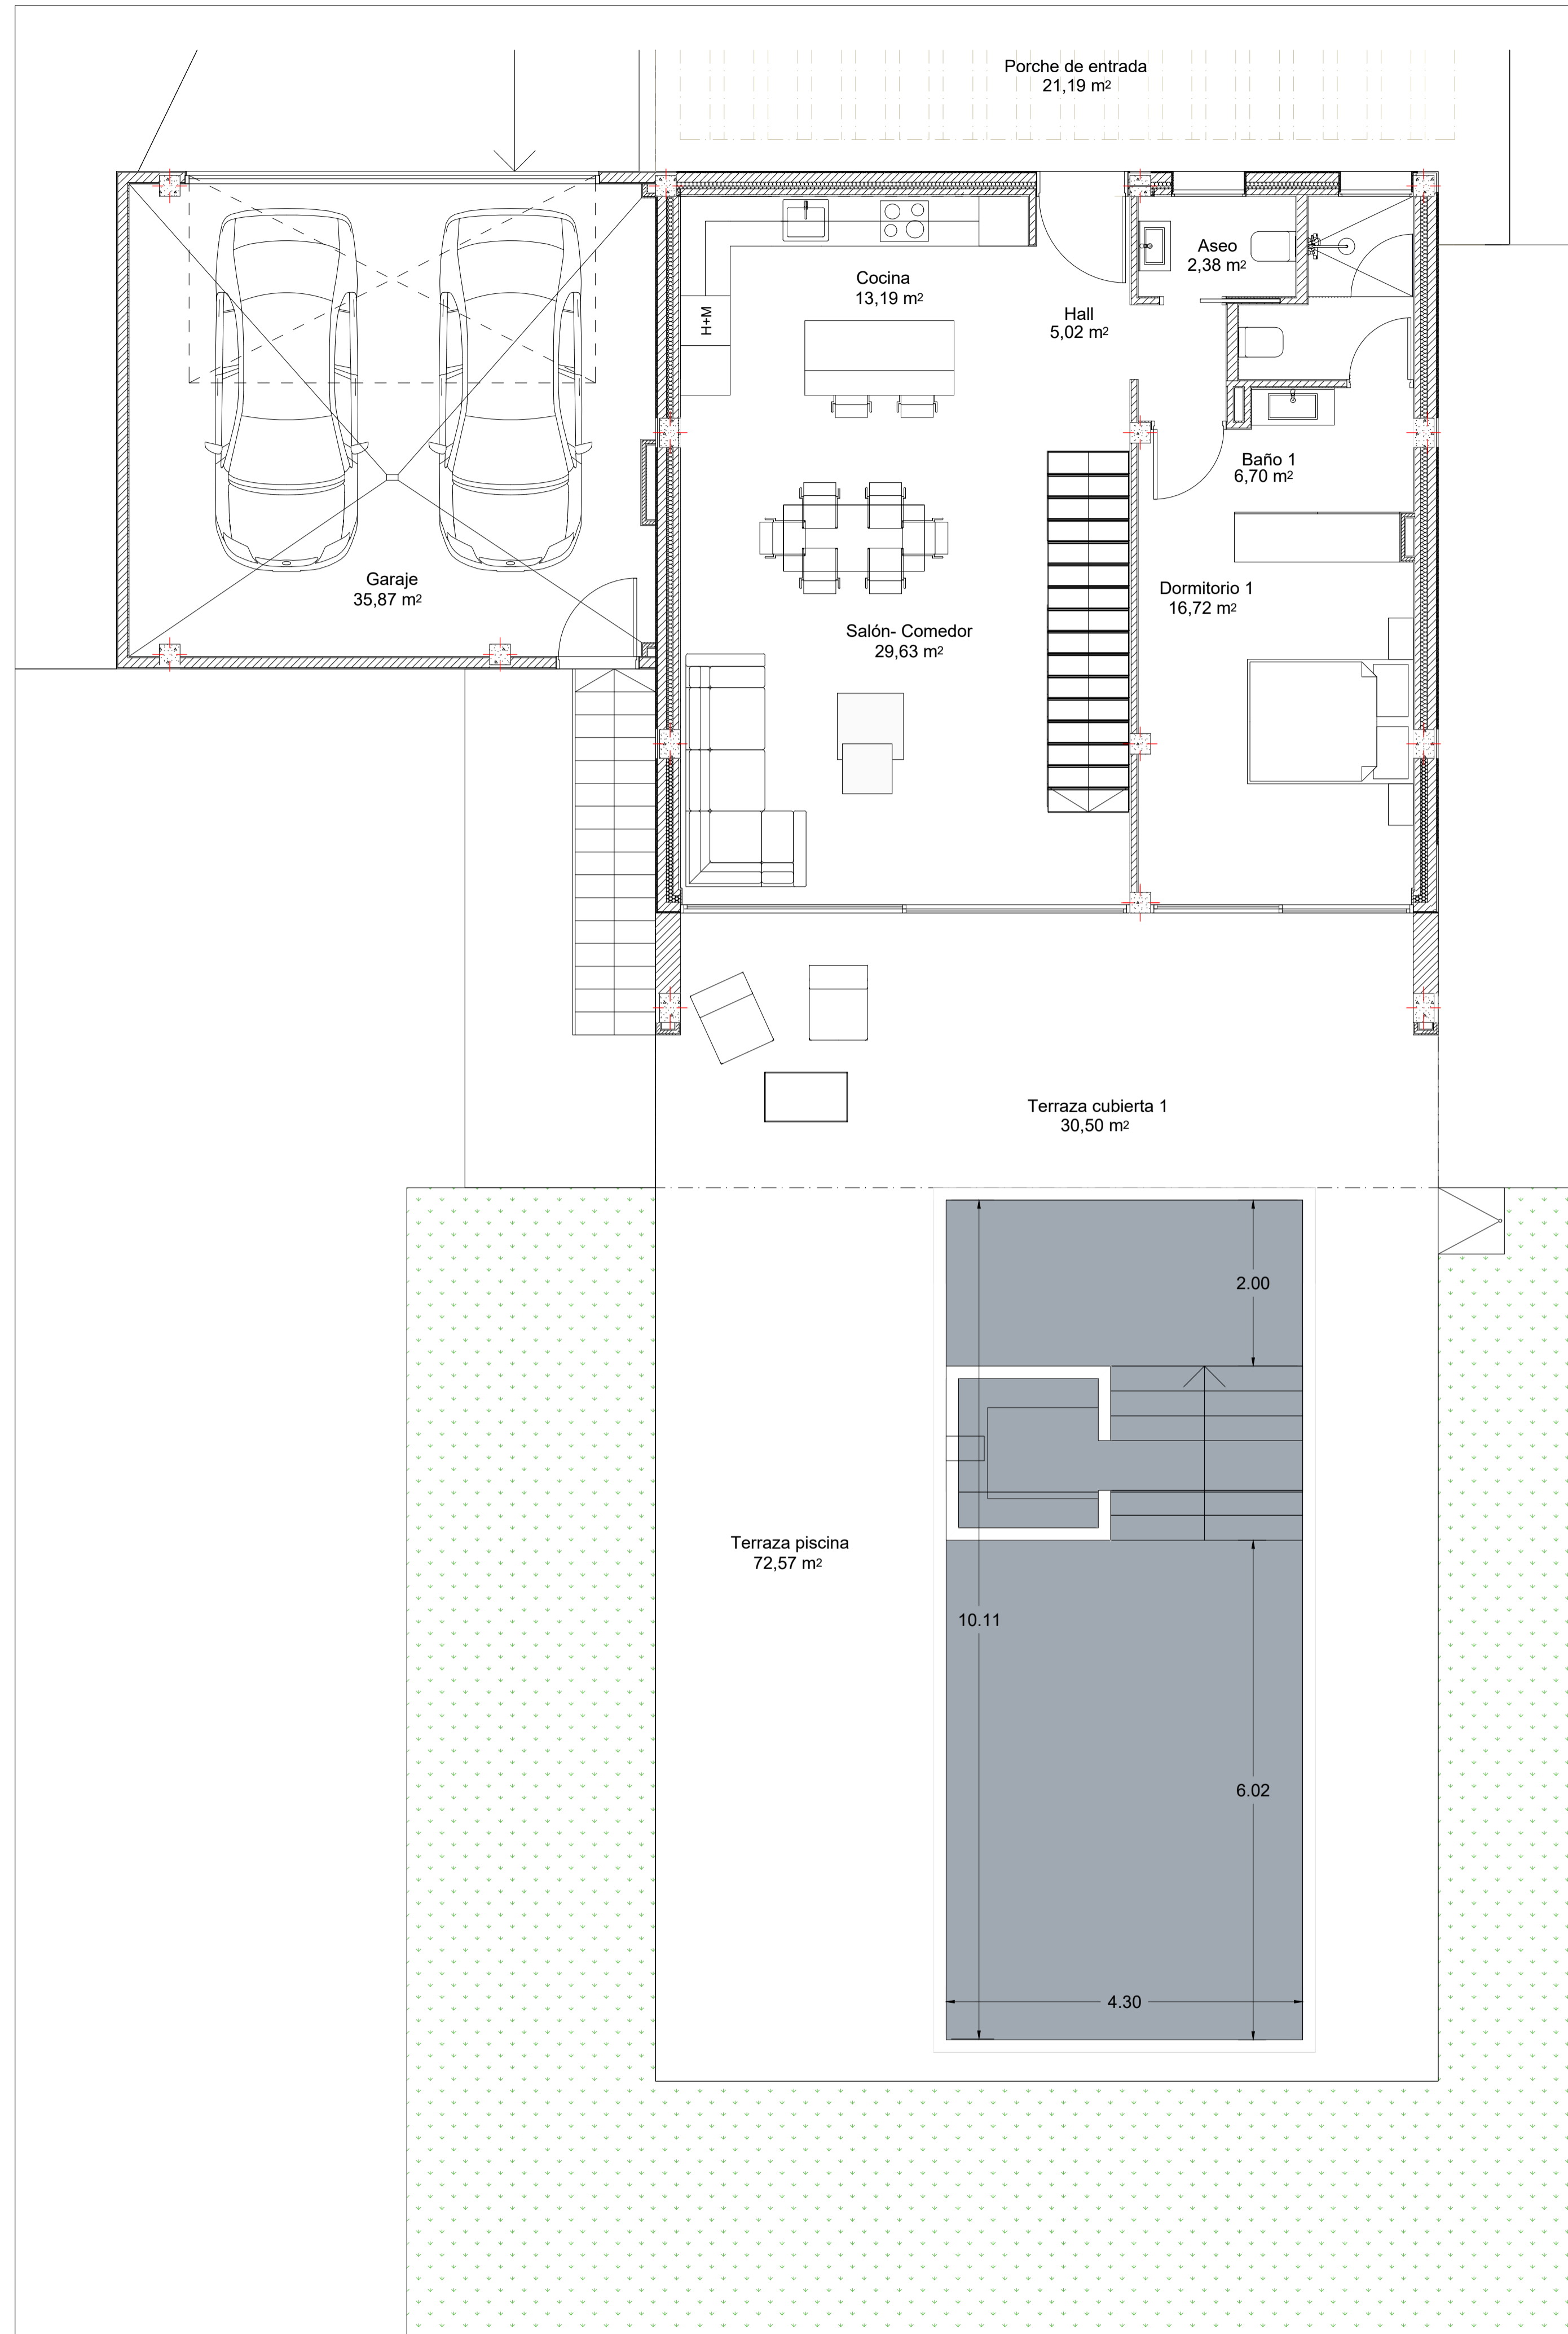 Porche de entrada
21,19 m²
Aseo
2,38 m²
Cocina
13,19 m²
H+M
Hall
5,02 m²
Baño 1
6,70 m²
Garaje
35,87 m²
Dormitorio 1
16,72 m²
Salón- Comedor
29,63 m²
Terraza cubierta 1
30,50 m²
2.00
Terraza piscina
72,57 m²
10.11
6.02
4.30